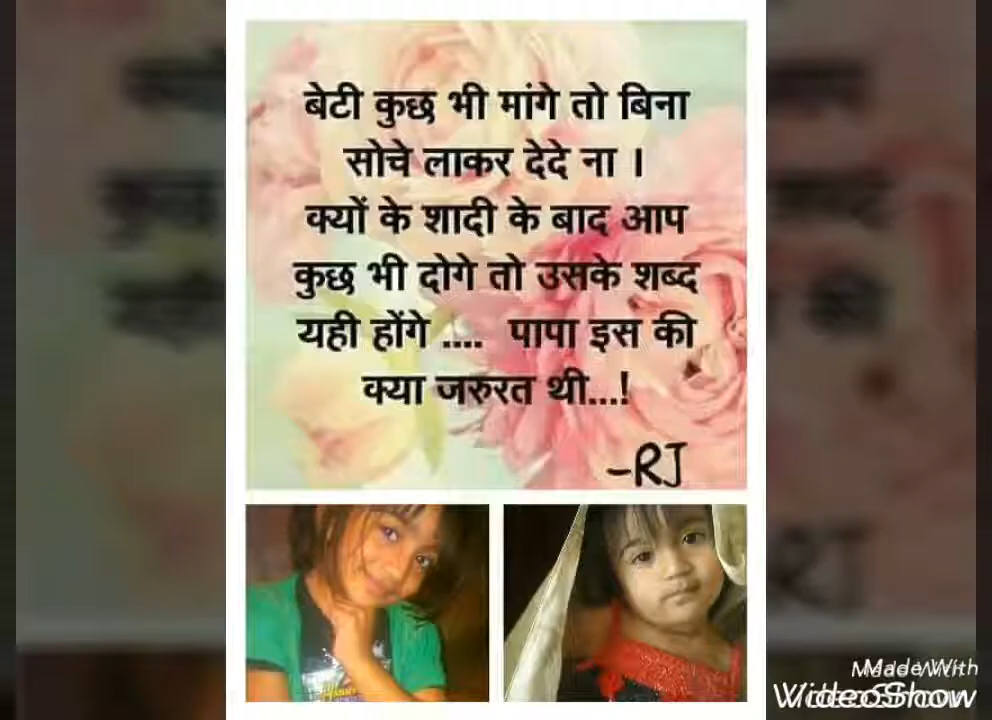 बेटी कुछ भी मांगे तो बिना
सोचे लाकर देदे ना ।
क्यों के शादी के बाद आप
कुछ भी दोगे तो उसके शब्द
यही होंगे .... पापा इस की
क्या जरुरत थी...!
-RJ
Made With
VideoShow